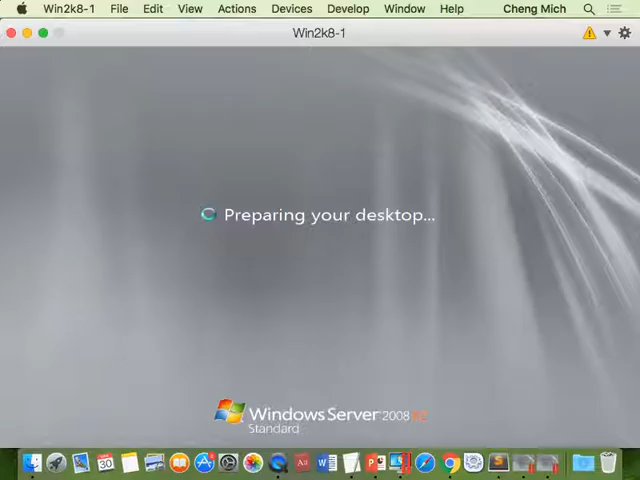 Win2k8-1 File Edit View Actions Devices Develop Window Help Cheng Mich
Win2k8-1
Preparing your desktop...
Windows Server 2008 R2
Standard
30